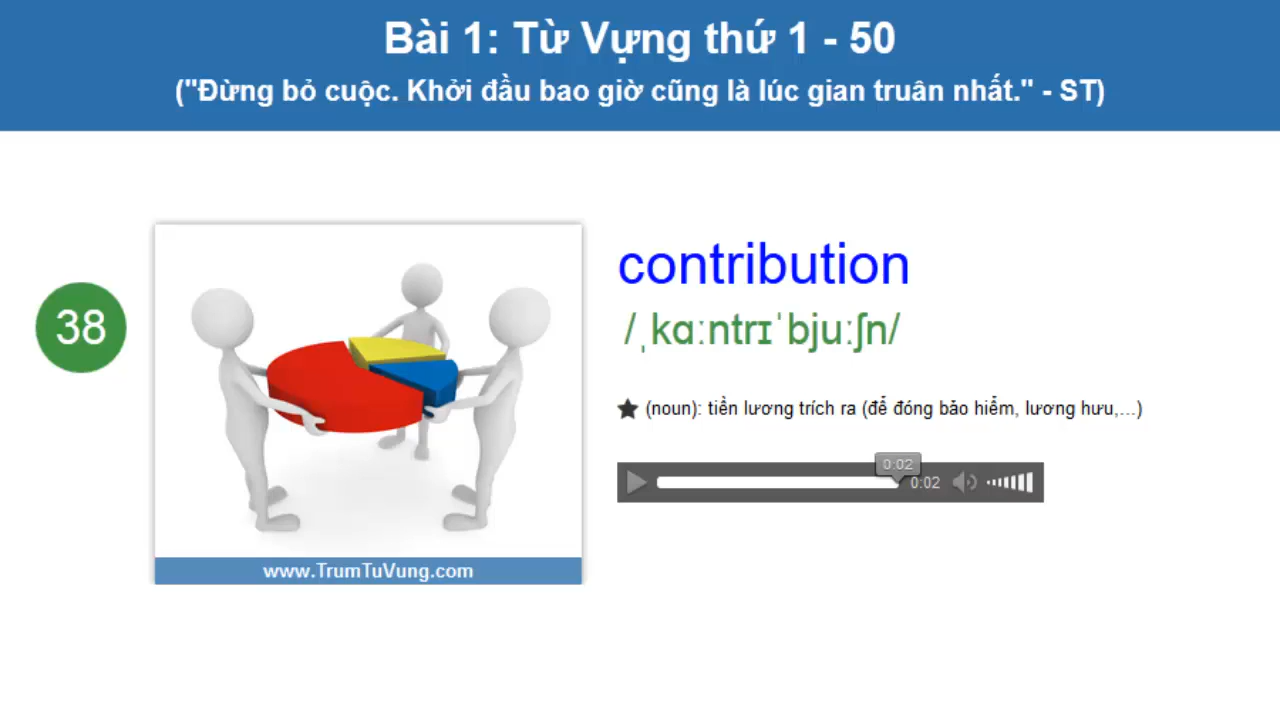 Bài 1: Từ Vựng thứ 1 - 50
("Đừng bỏ cuộc. Khởi đầu bao giờ cũng là lúc gian truân nhất." - ST)
38
contribution
/ˌkɑːntrɪˈbjuːʃn/
(noun): tiền lương trích ra (để đóng bảo hiểm, lương hưu,...)
0:02
0:02
www.TrumTuVung.com